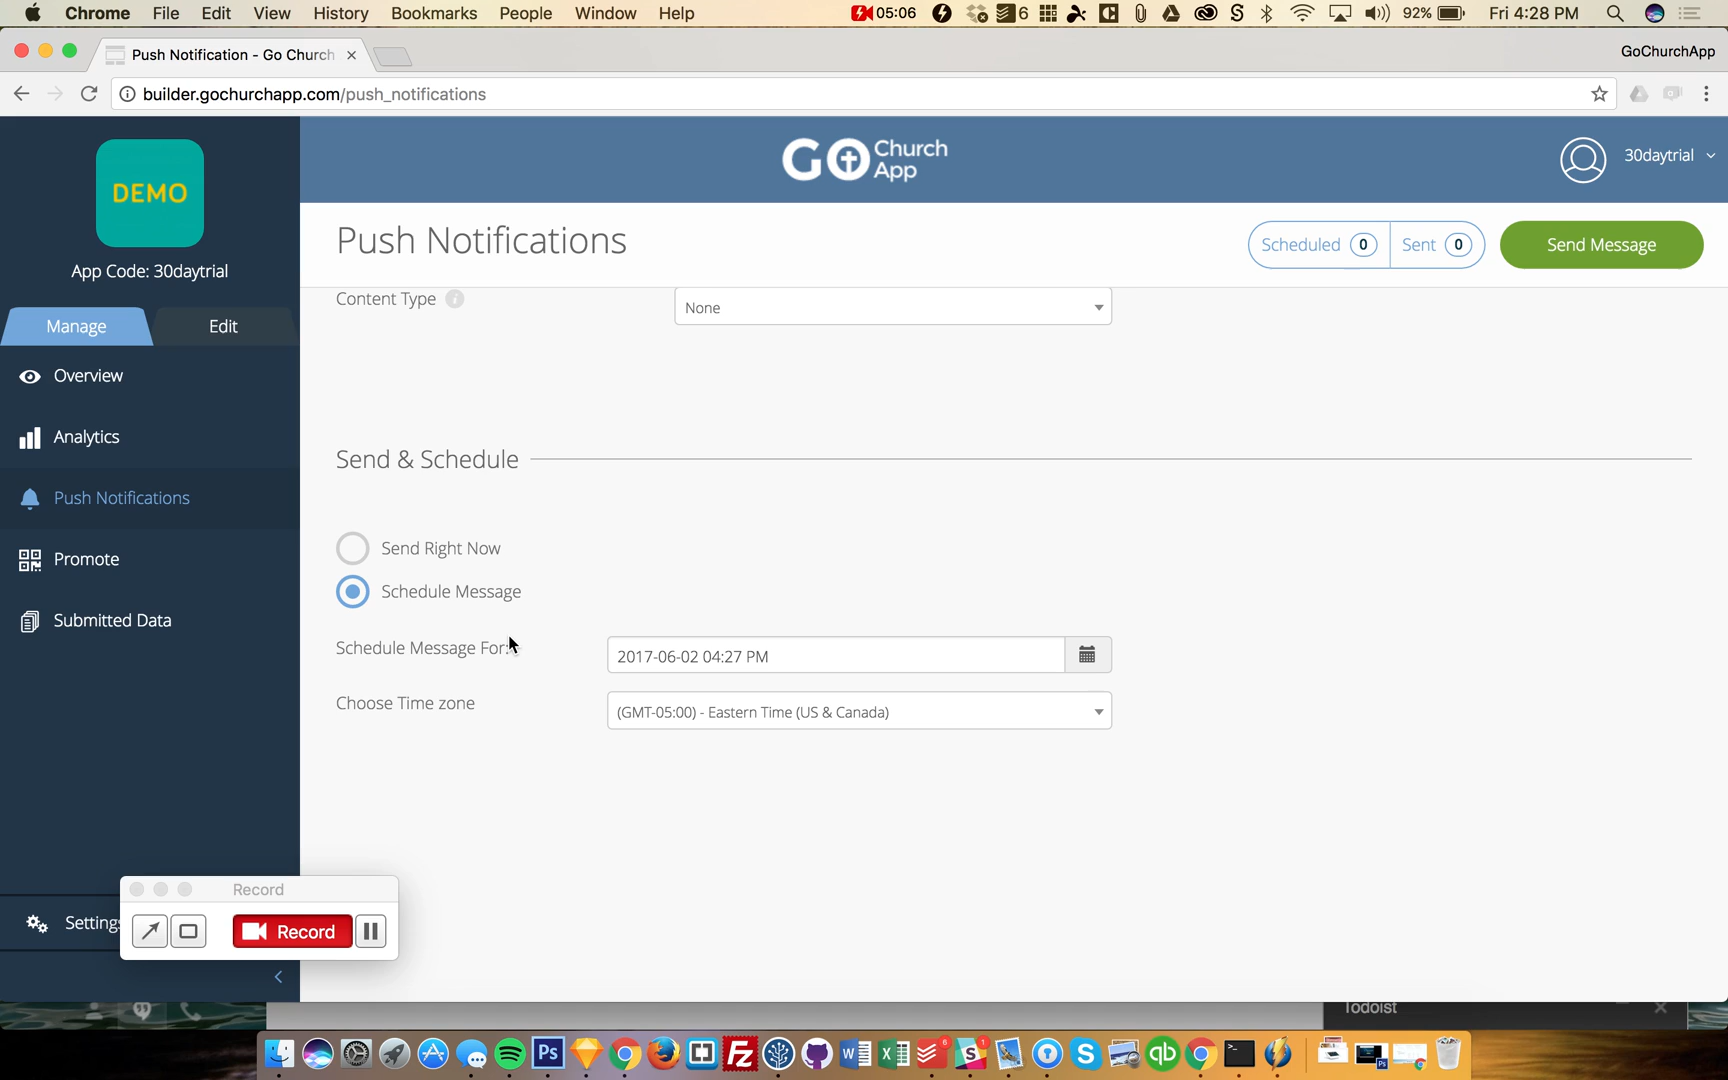 Chrome File Edit View History Bookmarks People Window Help 05:06 6 92% Fri 4:28 PM
Push Notification - Go Church GoChurchApp
builder.gochurchapp.com/push_notifications
DEMO
App Code: 30daytrial
Manage Edit
Overview
Analytics
Push Notifications
Promote
Submitted Data
Settings
GO Church App
30daytrial
Push Notifications
Scheduled 0 Sent 0 Send Message
Content Type None
Send & Schedule
Send Right Now
Schedule Message
Schedule Message For: 2017-06-02 04:27 PM
Choose Time zone (GMT-05:00) - Eastern Time (US & Canada)
Record
Record
Todoist